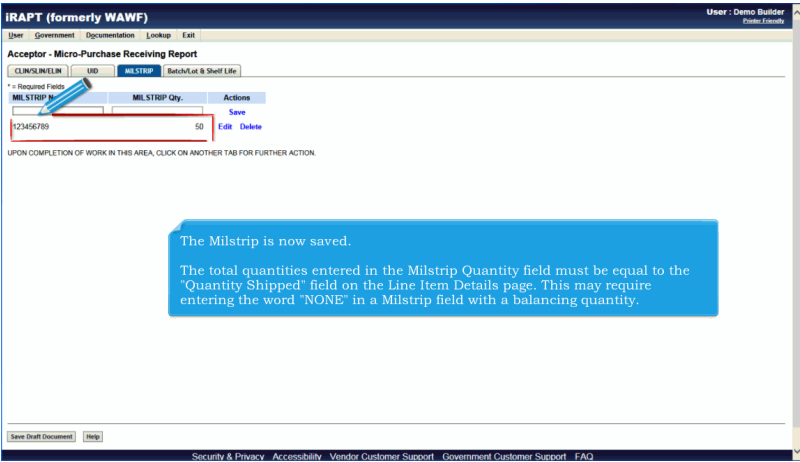 iRAPT (formerly WAWF)
User : Demo Builder
Printer Friendly
User Government Documentation Lookup Exit
Acceptor - Micro-Purchase Receiving Report
CLIN/SLIN/ELIN UID MILSTRIP Batch/Lot & Shelf Life
* = Required Fields
MILSTRIP N MILSTRIP Qty. Actions
Save
123456789 50 Edit Delete
UPON COMPLETION OF WORK IN THIS AREA, CLICK ON ANOTHER TAB FOR FURTHER ACTION.
The Milstrip is now saved.
The total quantities entered in the Milstrip Quantity field must be equal to the
"Quantity Shipped" field on the Line Item Details page. This may require
entering the word "NONE" in a Milstrip field with a balancing quantity.
Save Draft Document Help
Security & Privacy Accessibility Vendor Customer Support Government Customer Support FAQ